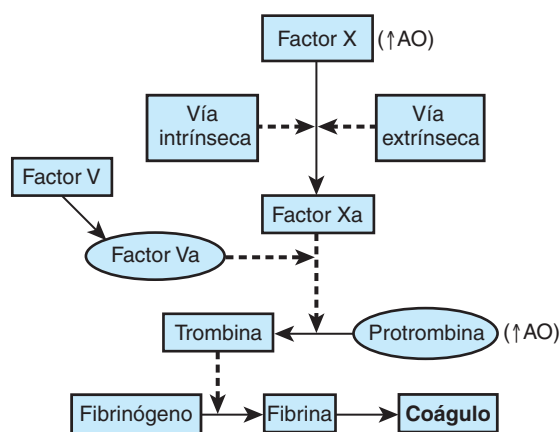 Factor X (↑AO)
Vía
intrínseca
Vía
extrínseca
Factor V
Factor Xa
Factor Va
Trombina
Protrombina (↑AO)
Fibrinógeno
Fibrina
Coágulo